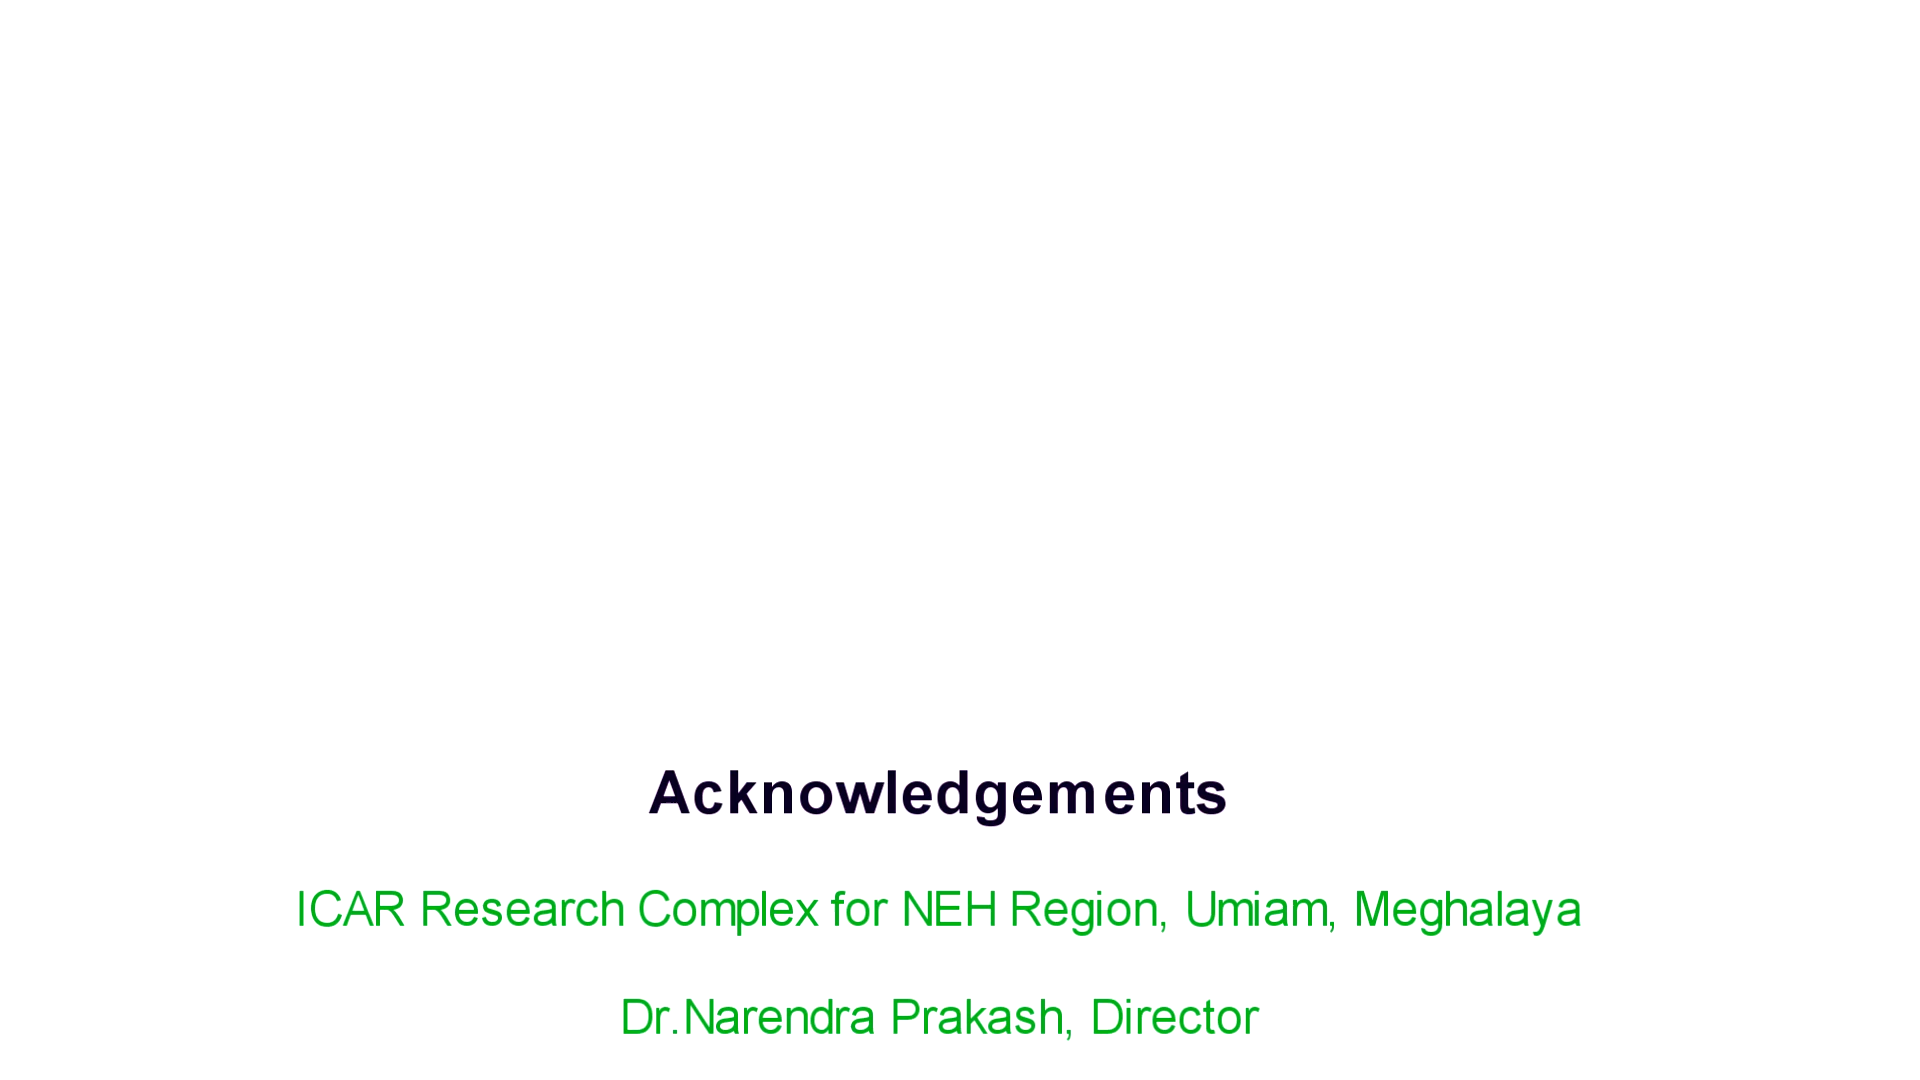 Acknowledgements
ICAR Research Complex for NEH Region, Umiam, Meghalaya
Dr.Narendra Prakash, Director